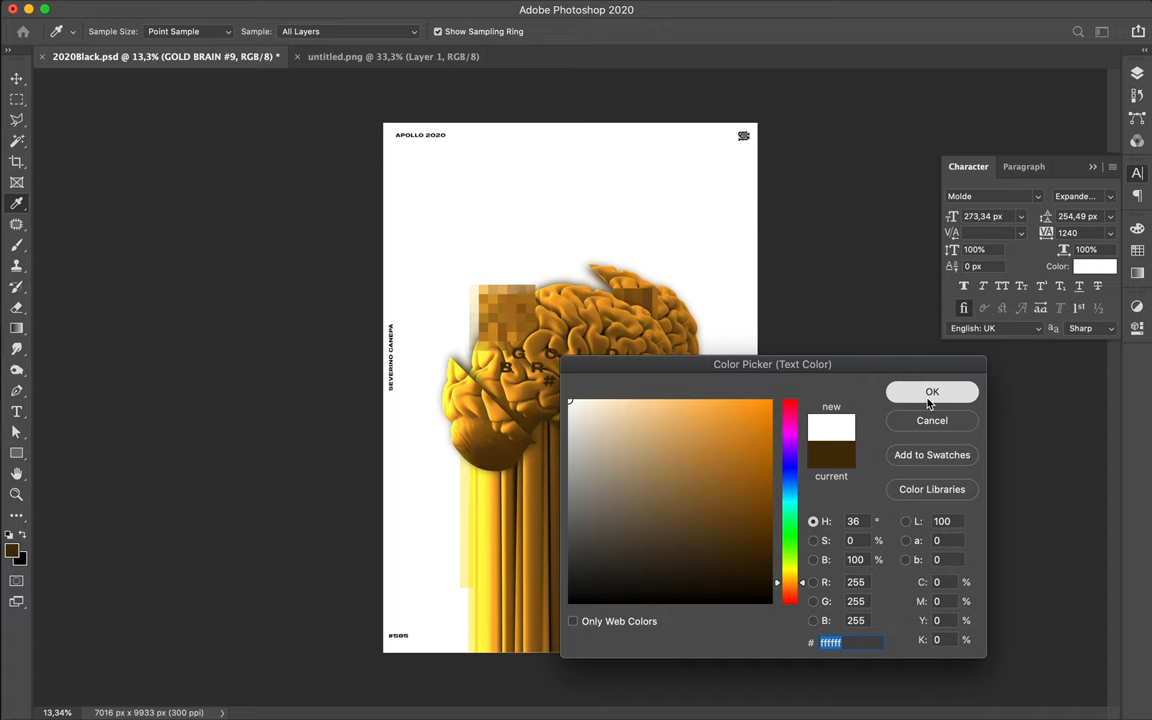 Adobe Photoshop 2020
Sample Size: Point Sample Sample: All Layers Show Sampling Ring
2020Black.psd @ 13,3% (GOLD BRAIN #9, RGB/8) * untitled.png @ 33,3% (Layer 1, RGB/8)
APOLLO 2020
SEVERINO CANEPA
G O L D
B R
#
#585
Character Paragraph
Molde Expande...
273,34 px 254,49 px
1240
100% 100%
0 px Color:
English: UK Sharp
Color Picker (Text Color)
new
current
OK
Cancel
Add to Swatches
Color Libraries
H: 36 ° L: 100
S: 0 % a: 0
B: 100 % b: 0
R: 255 C: 0 %
G: 255 M: 0 %
B: 255 Y: 0 %
# ffffff K: 0 %
Only Web Colors
13,34% 7016 px x 9933 px (300 ppi)